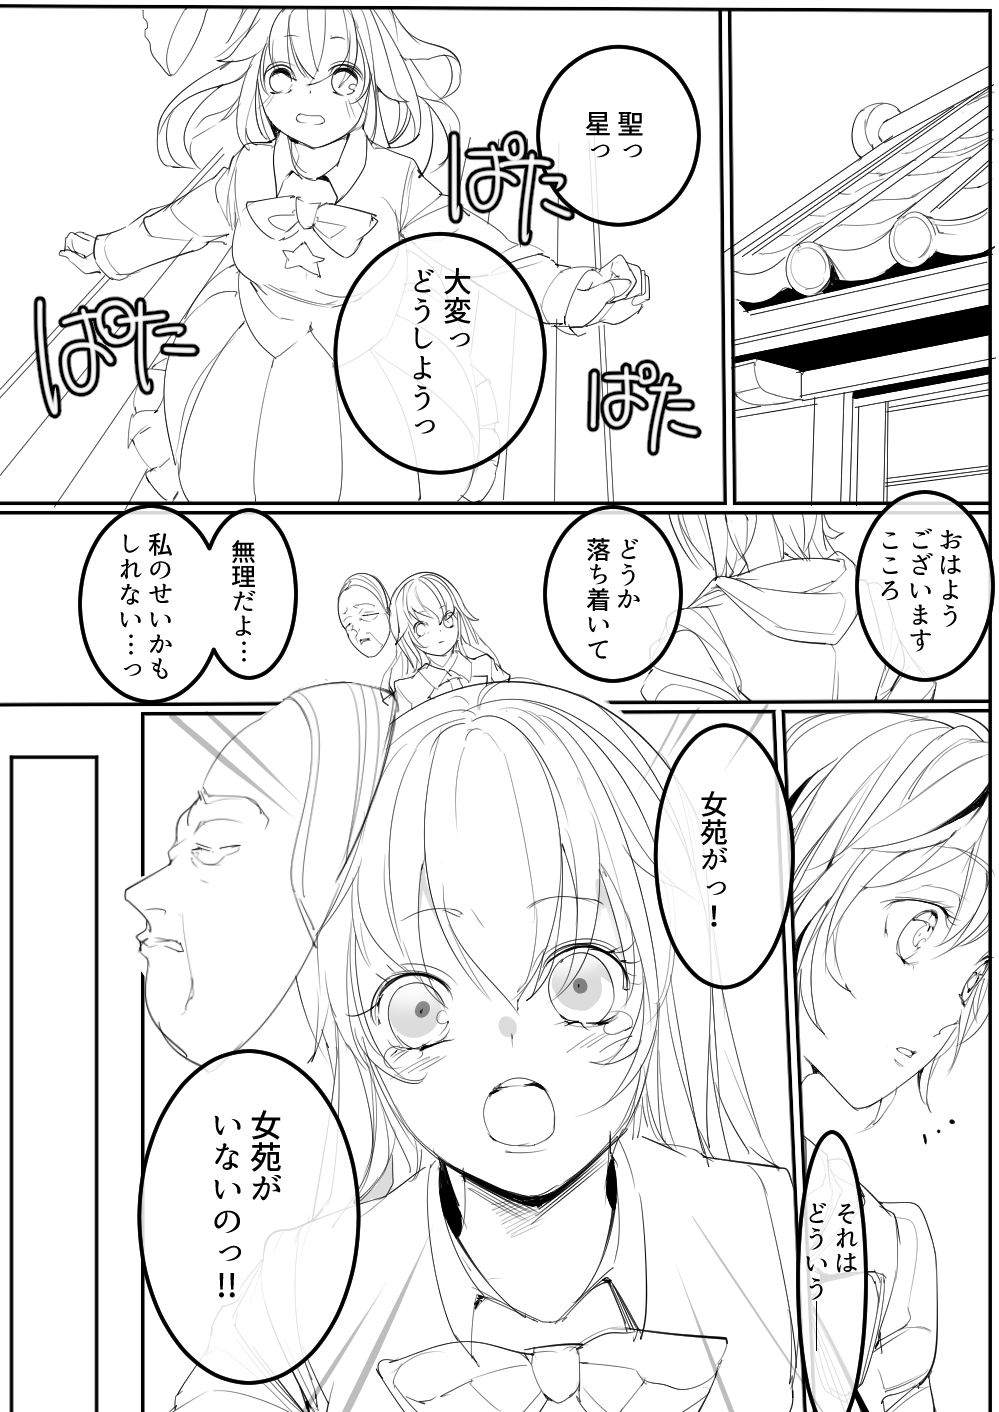 聖っ
星っ
大変っ
どうしようっ
ぱた
ぱた
ぱた
おはよう
ございます
こころ
どうか
落ち着いて
無理だよ…
私のせいかも
しれない…っ
女苑がっ！
…
それは
どういう──
女苑が
いないのっ!!